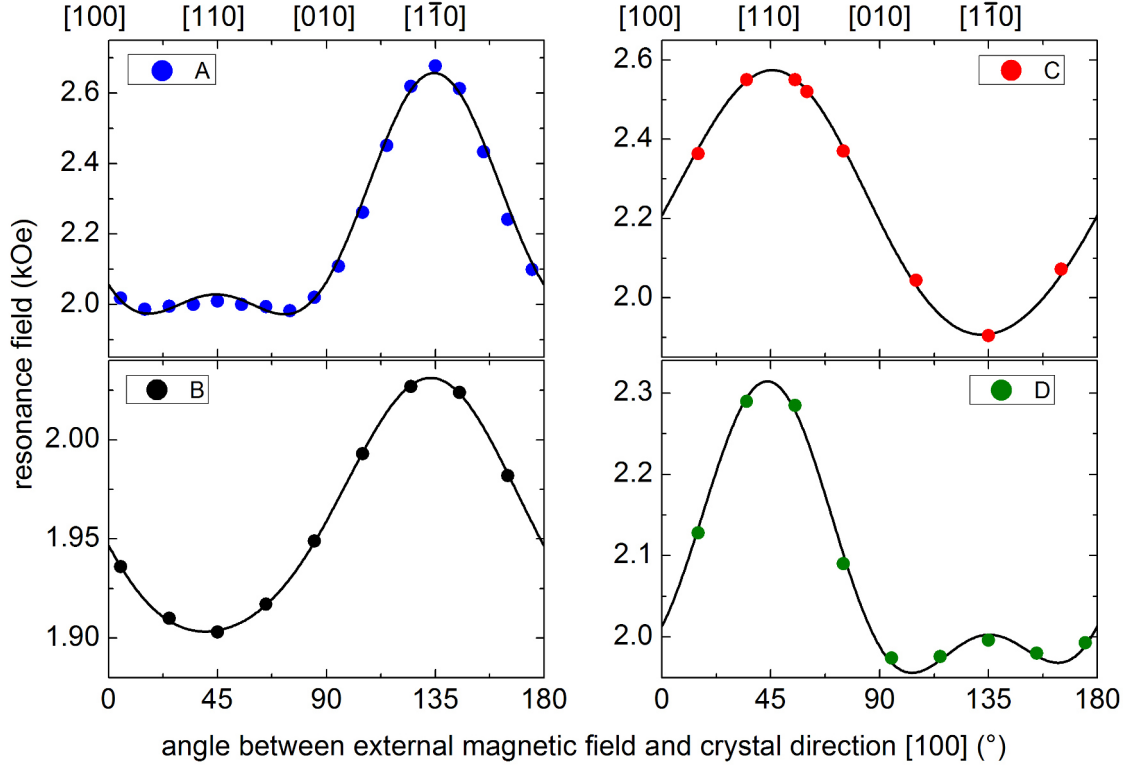 [100] [110] [010] [11̄0] [100] [110] [010] [11̄0]
A
C
2.6
2.4
2.2
2.0
2.6
2.4
2.2
2.0
B
D
2.00
1.95
1.90
2.3
2.2
2.1
2.0
0 45 90 135 180 0 45 90 135 180
resonance field (kOe)
angle between external magnetic field and crystal direction [100] (°)